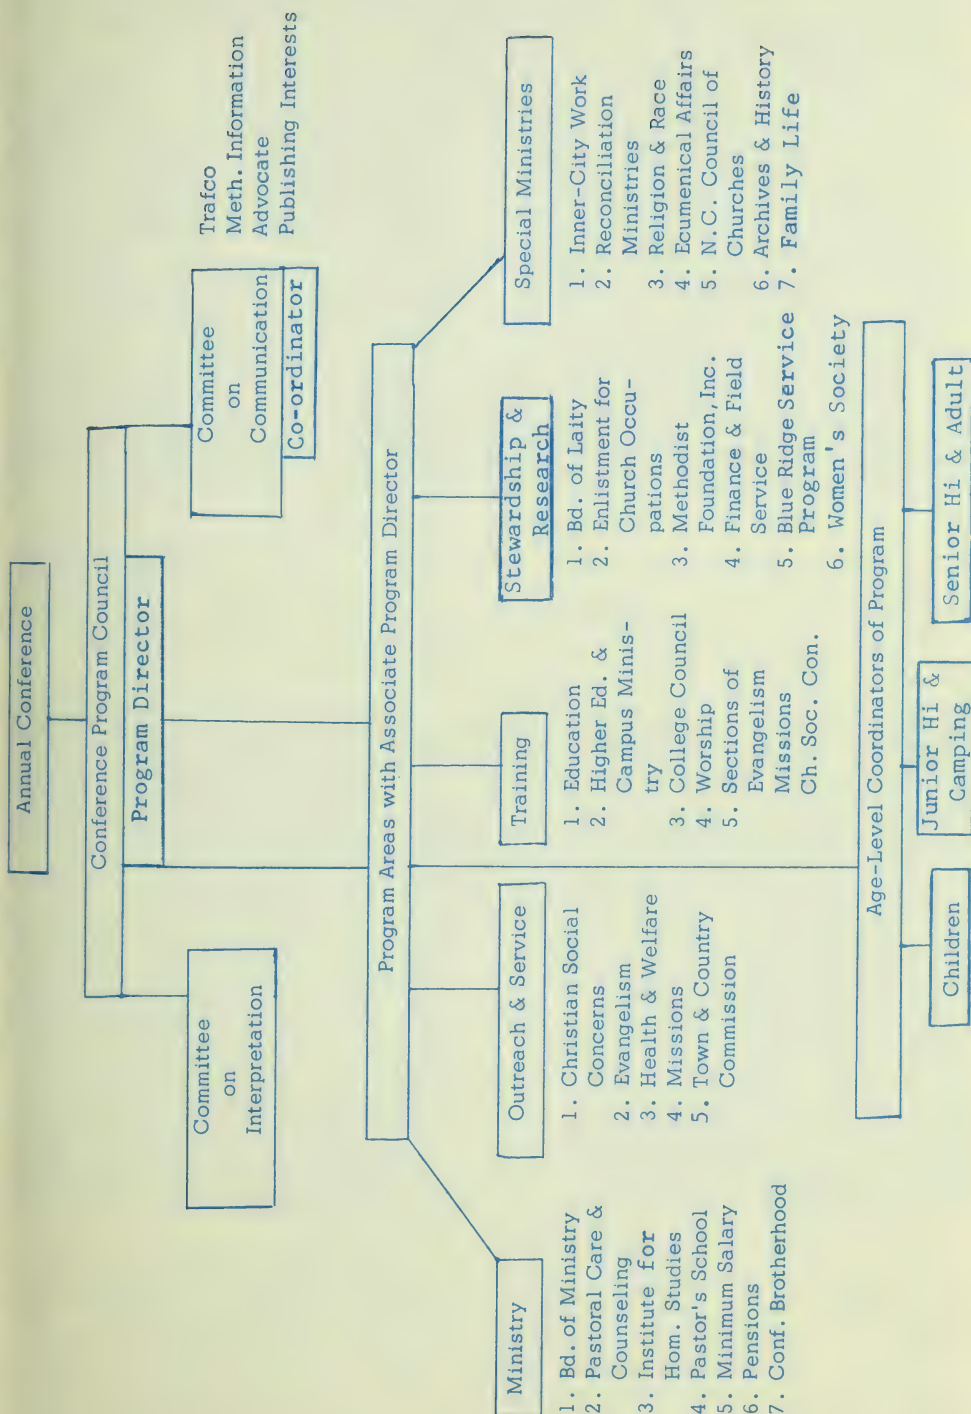 Annual Conference
Conference Program Council
Program Director
Committee
on
Interpretation
Committee
on
Communication
Co-ordinator
Trafco
Meth. Information
Advocate
Publishing Interests
Program Areas with Associate Program Director
Ministry
1. Bd. of Ministry
2. Pastoral Care &
Counseling
3. Institute for
Hom. Studies
4. Pastor's School
5. Minimum Salary
6. Pensions
7. Conf. Brotherhood
Outreach & Service
1. Christian Social
Concerns
2. Evangelism
3. Health & Welfare
4. Missions
5. Town & Country
Commission
Training
1. Education
2. Higher Ed. &
Campus Minis-
try
3. College Council
4. Worship
5. Sections of
Evangelism
Missions
Ch. Soc. Con.
Stewardship &
Research
1. Bd. of Laity
2. Enlistment for
Church Occu-
pations
3. Methodist
Foundation, Inc.
4. Finance & Field
Service
5. Blue Ridge Service
Program
6. Women's Society
Special Ministries
1. Inner-City Work
2. Reconciliation
Ministries
3. Religion & Race
4. Ecumenical Affairs
5. N.C. Council of
Churches
6. Archives & History
7. Family Life
Age-Level Coordinators of Program
Children
Junior Hi &
Camping
Senior Hi & Adult